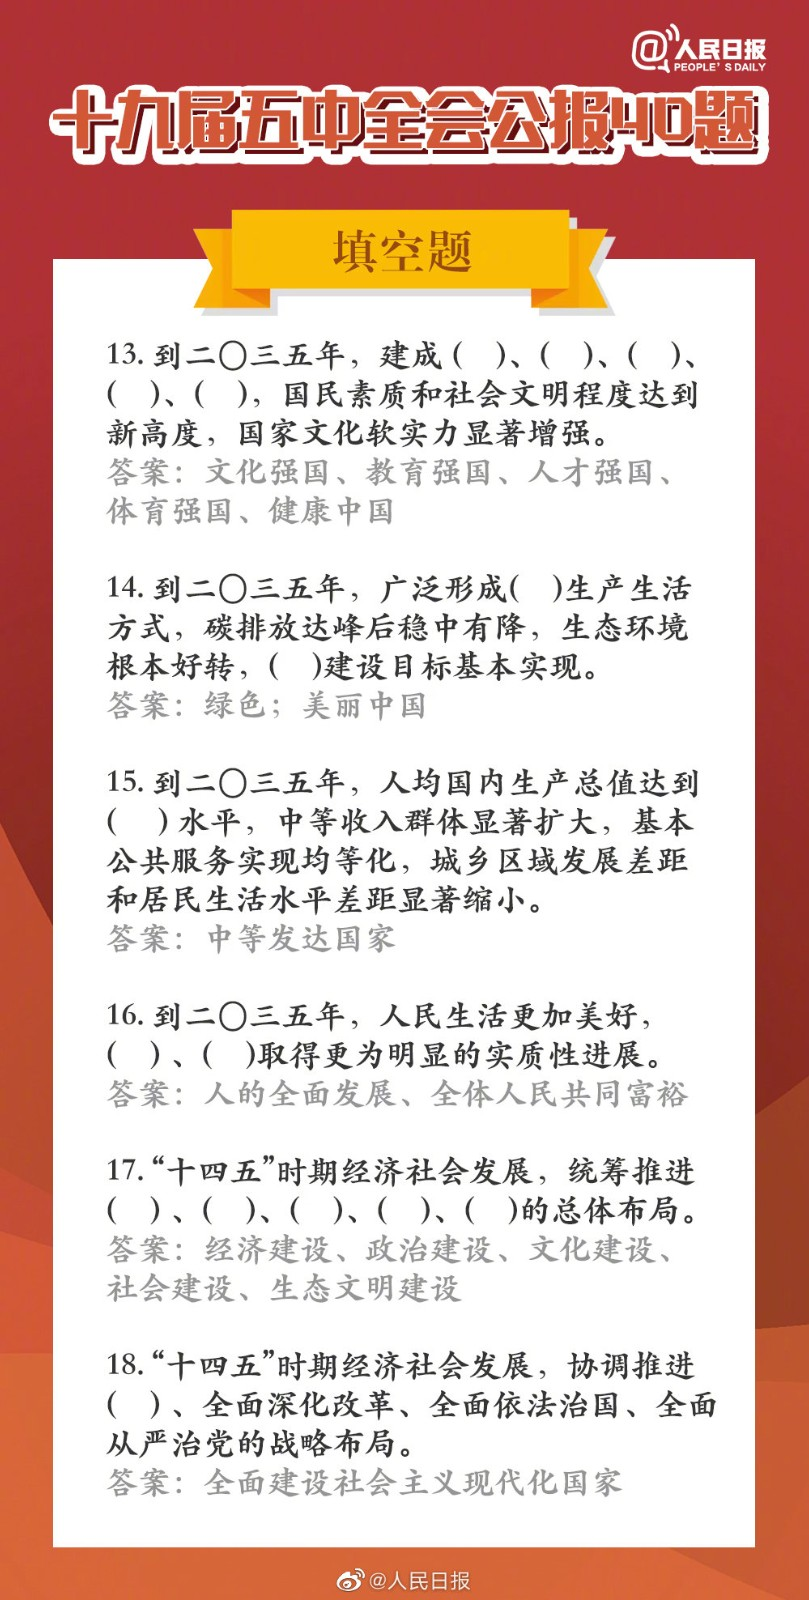 @人民日报
PEOPLE'S DAILY
十九届五中全会公报40题
填空题
13. 到二〇三五年，建成 (　)、(　)、(　)、
(　)、(　)，国民素质和社会文明程度达到
新高度，国家文化软实力显著增强。
答案：文化强国、教育强国、人才强国、
体育强国、健康中国
14. 到二〇三五年，广泛形成(　)生产生活
方式，碳排放达峰后稳中有降，生态环境
根本好转，(　)建设目标基本实现。
答案：绿色；美丽中国
15. 到二〇三五年，人均国内生产总值达到
(　) 水平，中等收入群体显著扩大，基本
公共服务实现均等化，城乡区域发展差距
和居民生活水平差距显著缩小。
答案：中等发达国家
16. 到二〇三五年，人民生活更加美好，
(　) 、(　)取得更为明显的实质性进展。
答案：人的全面发展、全体人民共同富裕
17. “十四五”时期经济社会发展，统筹推进
(　) 、(　)、(　)、(　)、(　)的总体布局。
答案：经济建设、政治建设、文化建设、
社会建设、生态文明建设
18. “十四五”时期经济社会发展，协调推进
(　) 、全面深化改革、全面依法治国、全面
从严治党的战略布局。
答案：全面建设社会主义现代化国家
@人民日报